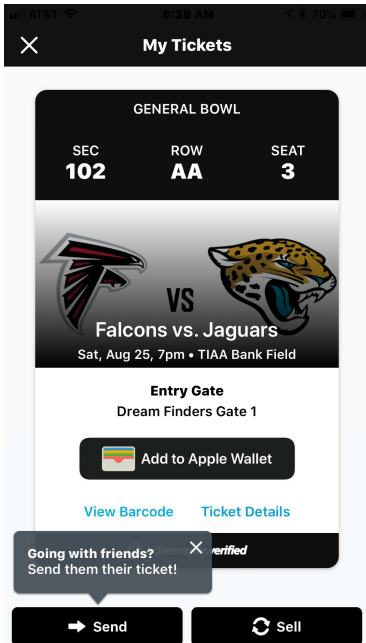 AT&T 8:38 AM 70%
My Tickets
GENERAL BOWL
SEC ROW SEAT
102 AA 3
VS
Falcons vs. Jaguars
Sat, Aug 25, 7pm • TIAA Bank Field
Entry Gate
Dream Finders Gate 1
Add to Apple Wallet
View Barcode Ticket Details
verified
Going with friends?
Send them their ticket!
Send Sell